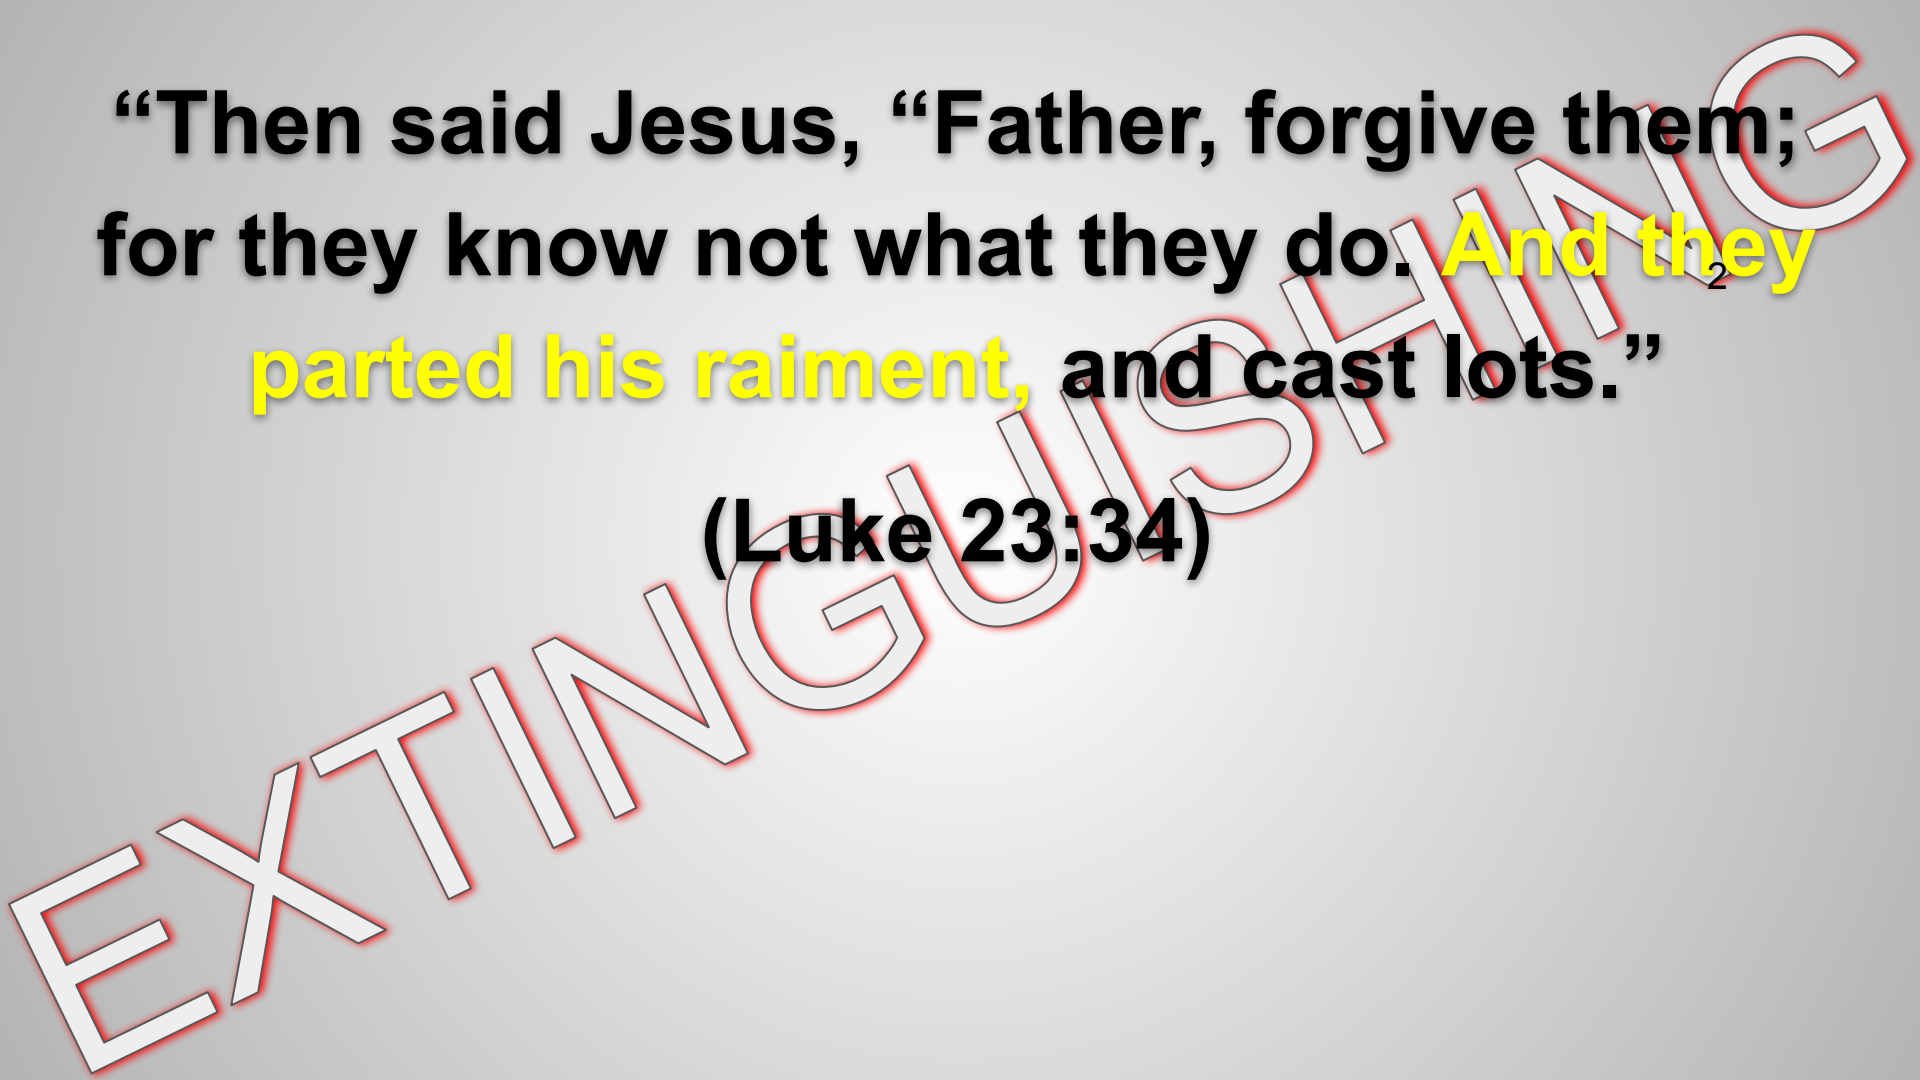 “Then said Jesus, “Father, forgive them;
for they know not what they do. And they
2
parted his raiment, and cast lots.”
(Luke 23:34)
EXTINGUISHING